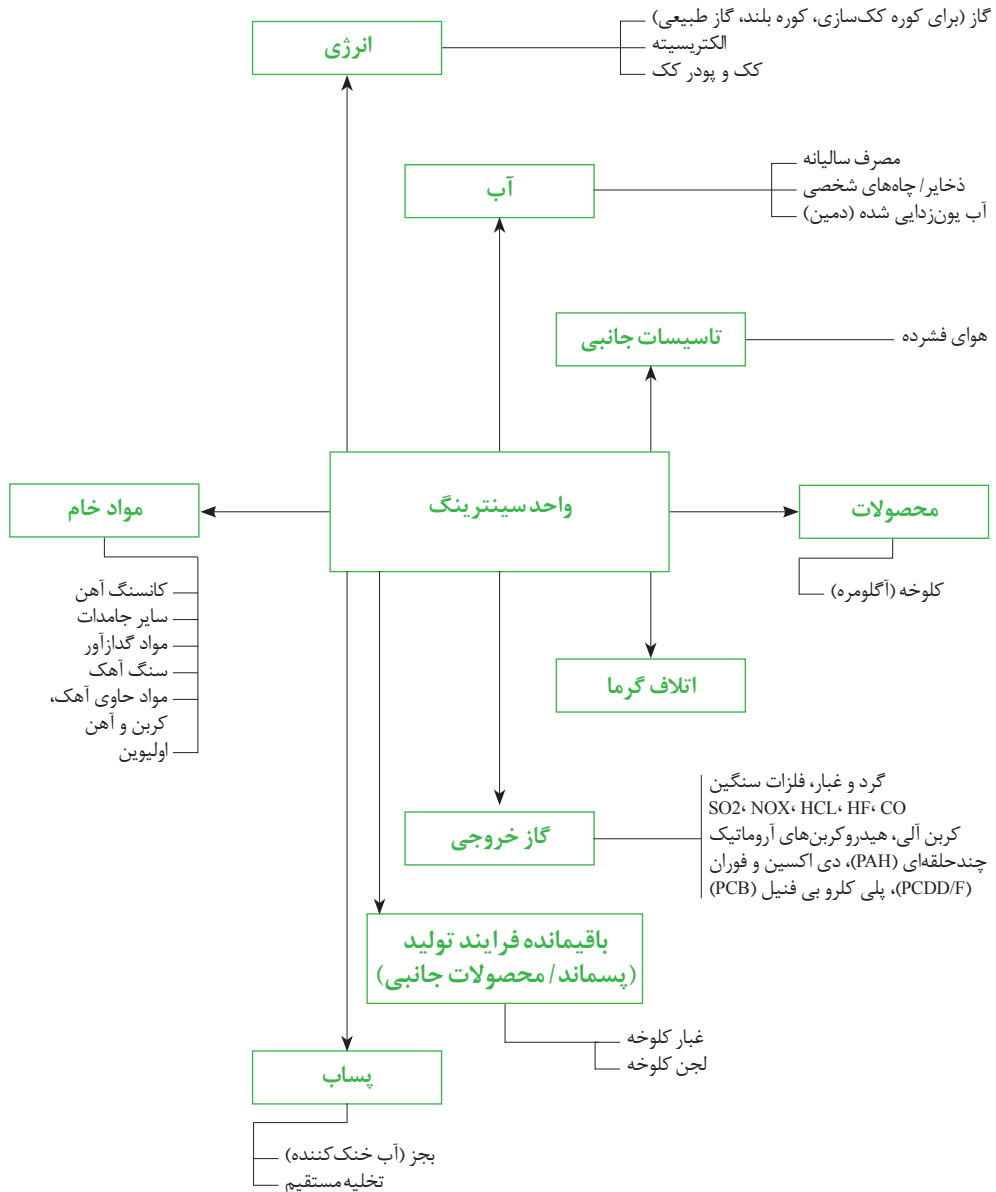 انرژی
گاز (برای کوره کک‌سازی، کوره بلند، گاز طبیعی)
الکتریسیته
کک و پودر کک
آب
مصرف سالیانه
ذخایر/ چاه‌های شخصی
آب یون‌زدایی شده (دمین)
تاسیسات جانبی
هوای فشرده
واحد سینترینگ
محصولات
کلوخه (آگلومره)
مواد خام
کانسنگ آهن
سایر جامدات
مواد گدازآور
سنگ آهک
مواد حاوی آهک،
کربن و آهن
اولیوین
اتلاف گرما
گاز خروجی
گرد و غبار، فلزات سنگین
SO2، NOX، HCL، HF، CO
کربن آلی، هیدروکربن‌های آروماتیک
چندحلقه‌ای (PAH)، دی اکسین و فوران
(PCDD/F)، پلی کلرو بی فنیل (PCB)
باقیمانده فرایند تولید
(پسماند/ محصولات جانبی)
غبار کلوخه
لجن کلوخه
پساب
بجز (آب خنک‌کننده)
تخلیه مستقیم